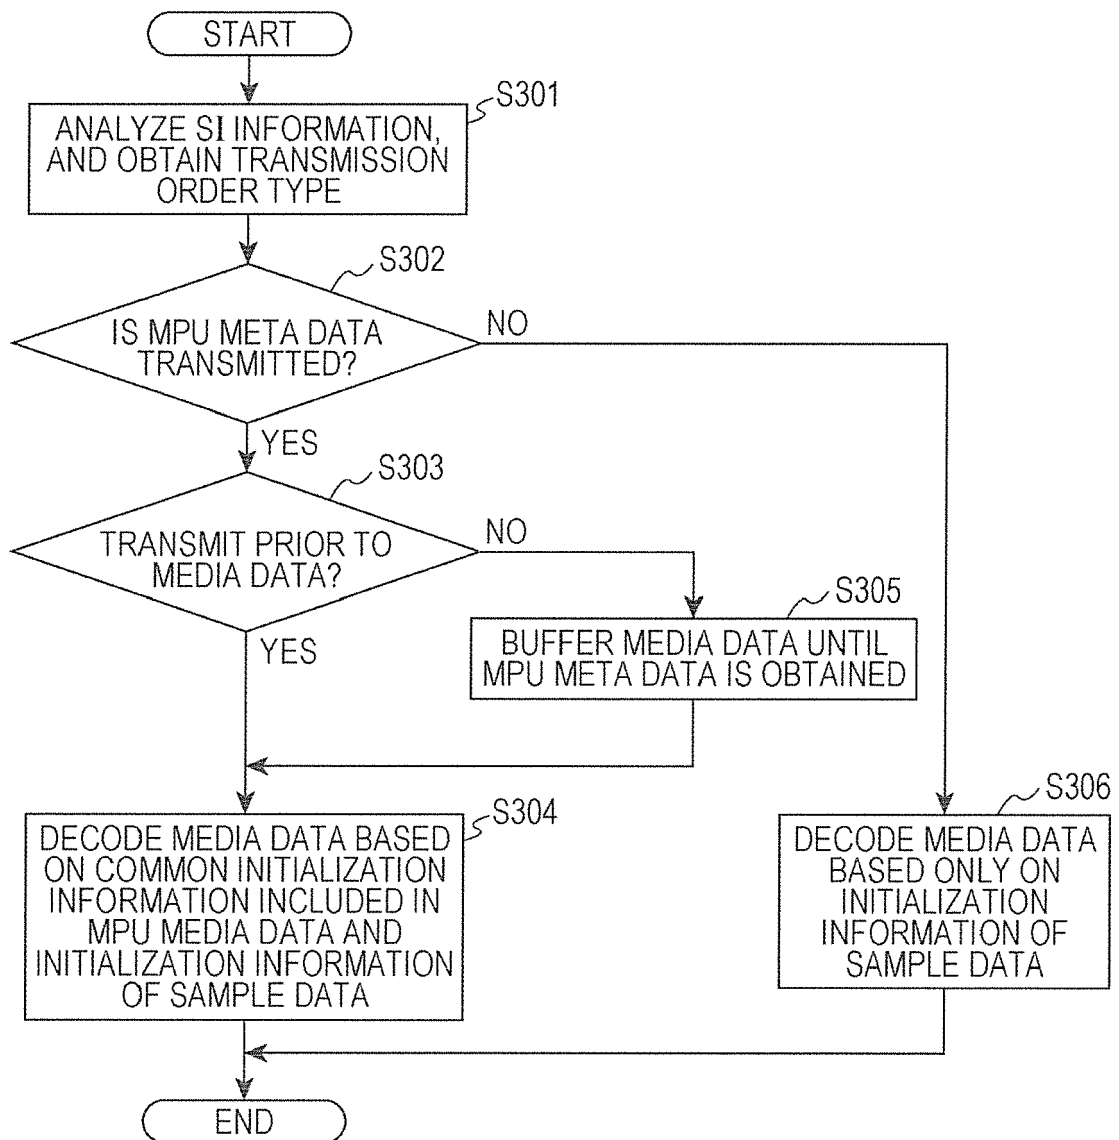 START
S301
ANALYZE SI INFORMATION,
AND OBTAIN TRANSMISSION
ORDER TYPE
S302
IS MPU META DATA
TRANSMITTED?
NO
YES
S303
TRANSMIT PRIOR TO
MEDIA DATA?
NO
YES
S305
BUFFER MEDIA DATA UNTIL
MPU META DATA IS OBTAINED
S304
DECODE MEDIA DATA BASED
ON COMMON INITIALIZATION
INFORMATION INCLUDED IN
MPU MEDIA DATA AND
INITIALIZATION INFORMATION
OF SAMPLE DATA
S306
DECODE MEDIA DATA
BASED ONLY ON
INITIALIZATION
INFORMATION OF
SAMPLE DATA
END